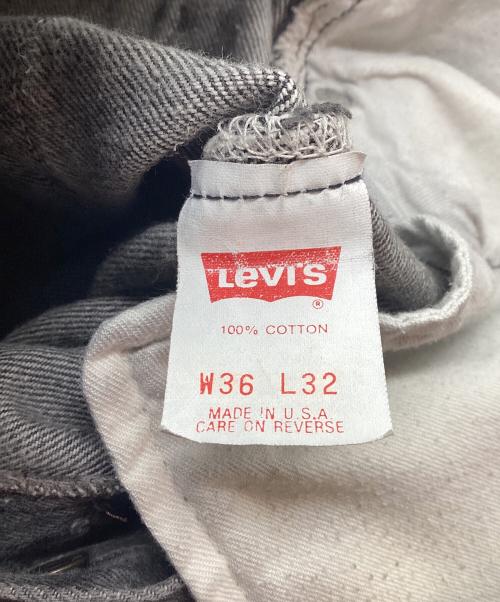 Levi's
®
100% COTTON
W36 L32
MADE IN U.S.A.
CARE ON REVERSE